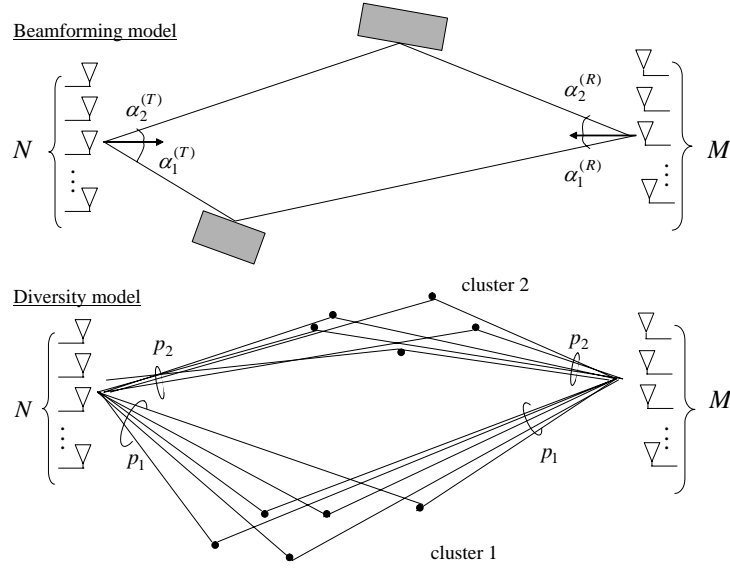 Beamforming model
α₂⁽ᵀ⁾
α₂⁽ᴿ⁾
N
α₁⁽ᵀ⁾
α₁⁽ᴿ⁾
M
Diversity model
cluster 2
p₂
p₂
N
M
p₁
p₁
cluster 1